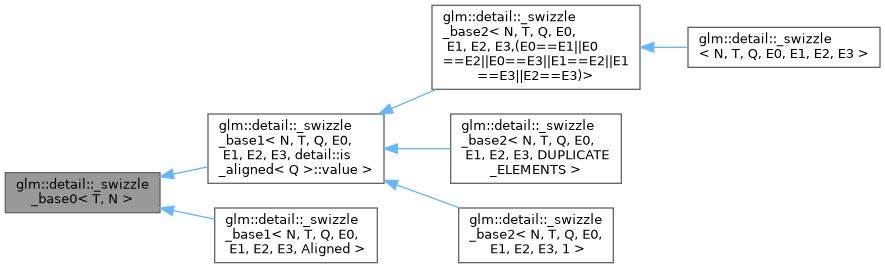 glm::detail::_swizzle
_base2< N, T, Q, E0,
E1, E2, E3,(E0==E1||E0
==E2||E0==E3||E1==E2||E1
==E3||E2==E3)>
glm::detail::_swizzle
< N, T, Q, E0, E1, E2, E3 >
glm::detail::_swizzle
_base1< N, T, Q, E0,
E1, E2, E3, detail::is
_aligned< Q >::value >
glm::detail::_swizzle
_base2< N, T, Q, E0,
E1, E2, E3, DUPLICATE
_ELEMENTS >
glm::detail::_swizzle
_base0< T, N >
glm::detail::_swizzle
_base1< N, T, Q, E0,
E1, E2, E3, Aligned >
glm::detail::_swizzle
_base2< N, T, Q, E0,
E1, E2, E3, 1 >